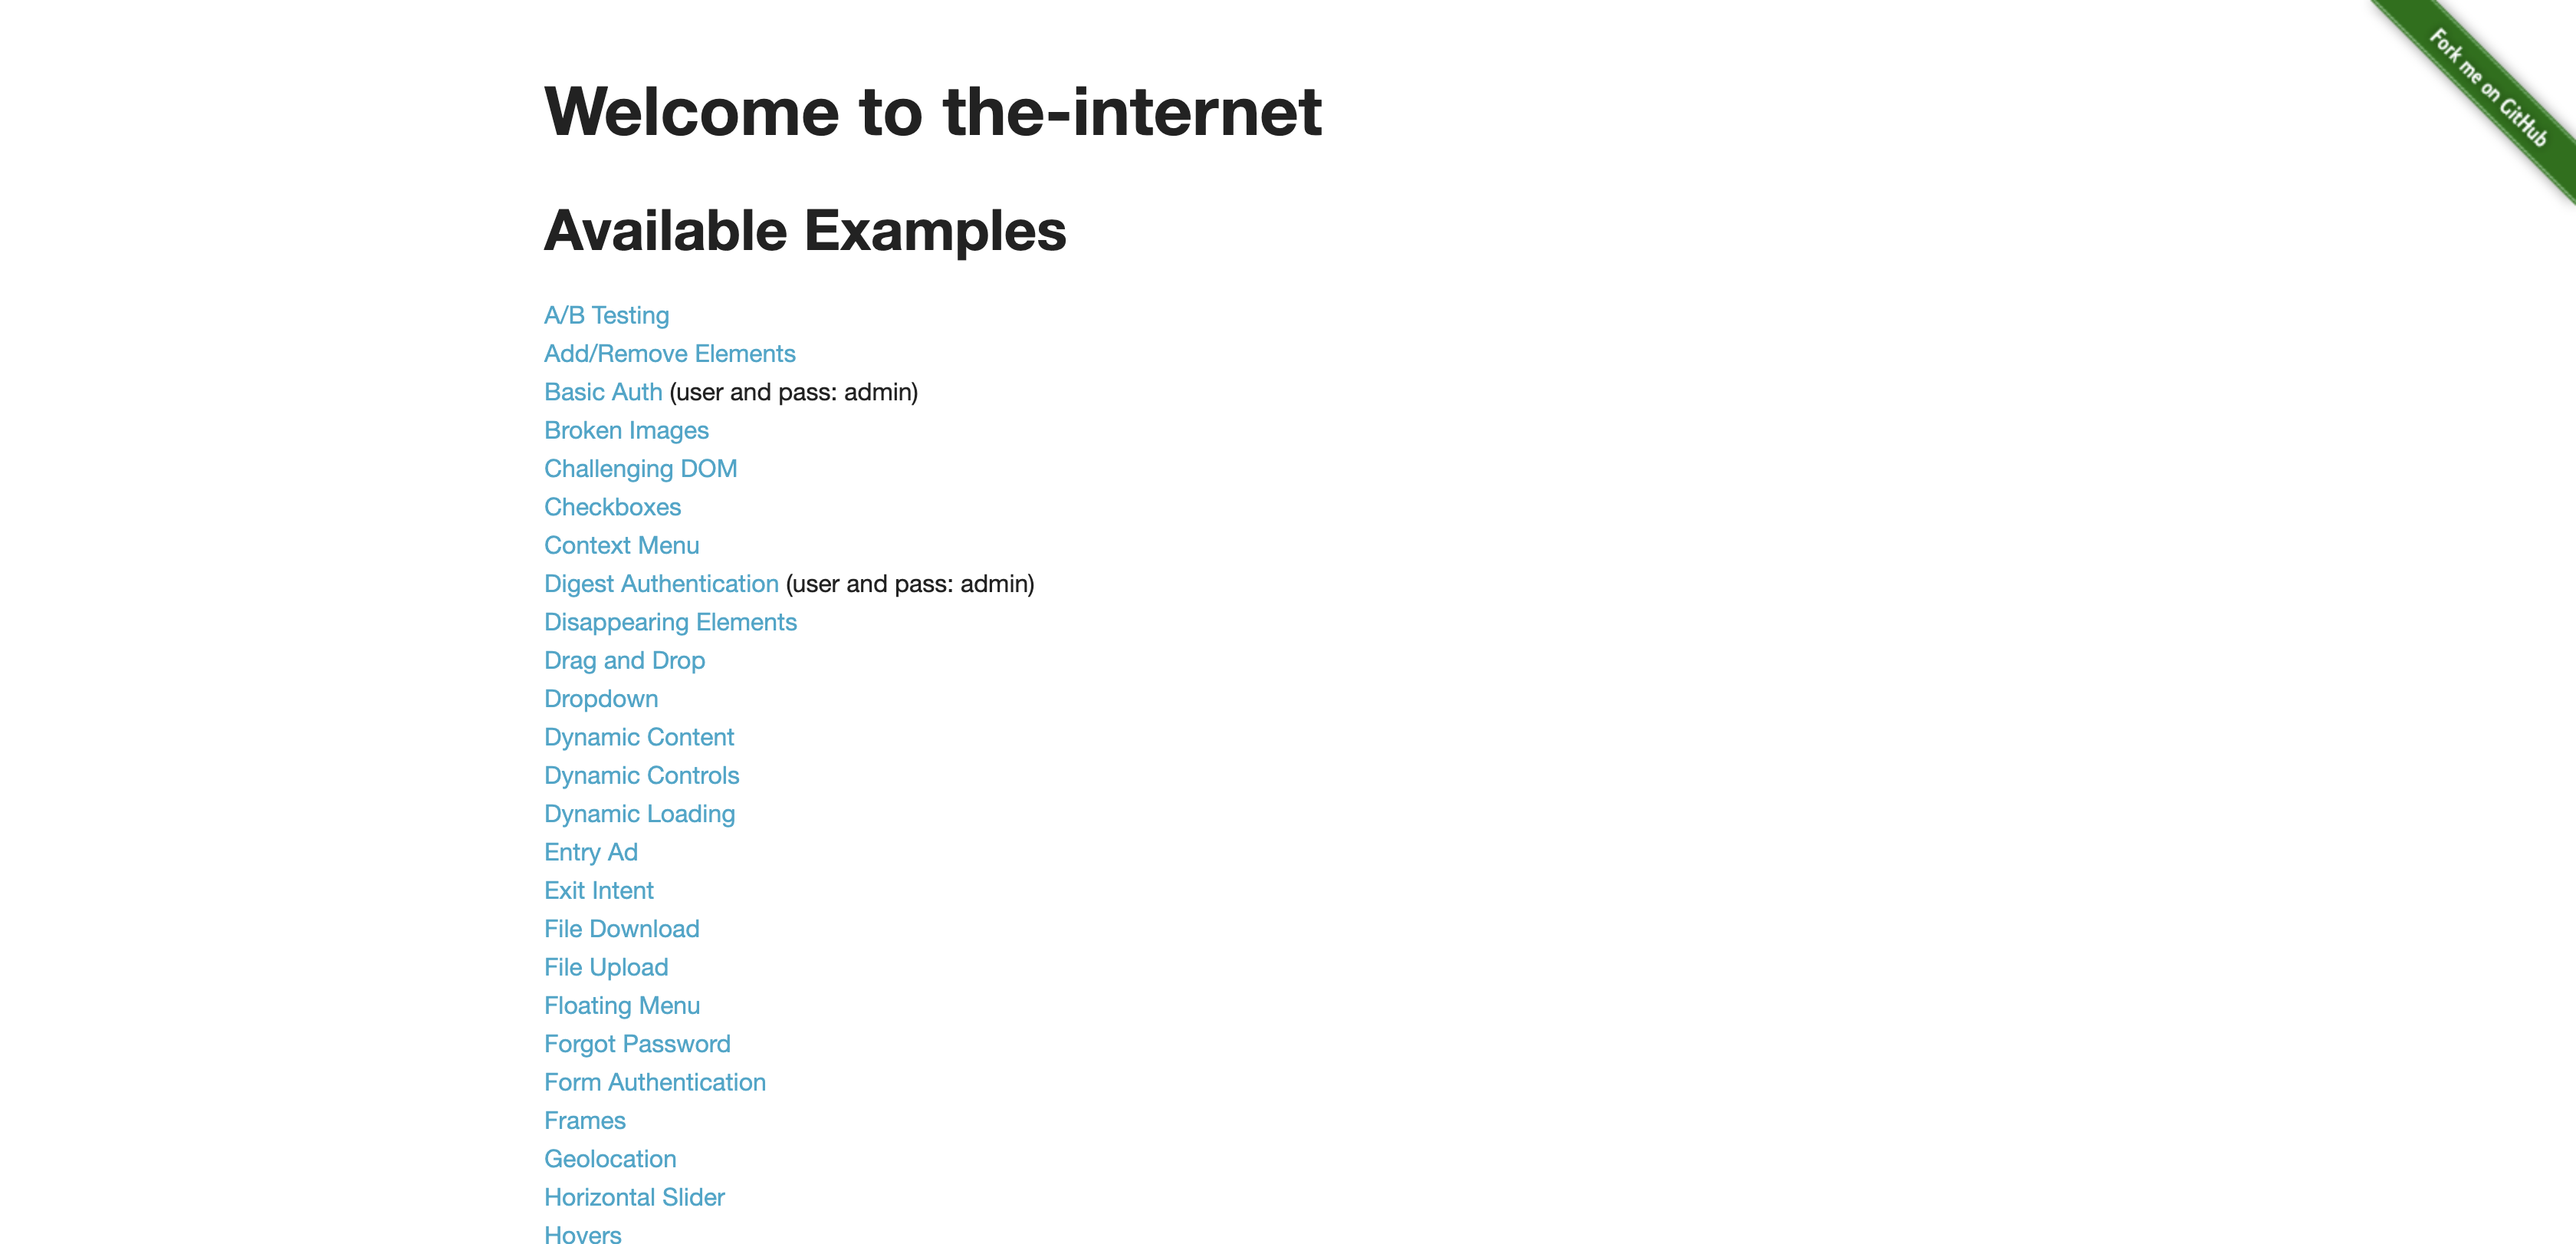 Fork me on GitHub
Welcome to the-internet
Available Examples
A/B Testing
Add/Remove Elements
Basic Auth (user and pass: admin)
Broken Images
Challenging DOM
Checkboxes
Context Menu
Digest Authentication (user and pass: admin)
Disappearing Elements
Drag and Drop
Dropdown
Dynamic Content
Dynamic Controls
Dynamic Loading
Entry Ad
Exit Intent
File Download
File Upload
Floating Menu
Forgot Password
Form Authentication
Frames
Geolocation
Horizontal Slider
Hovers